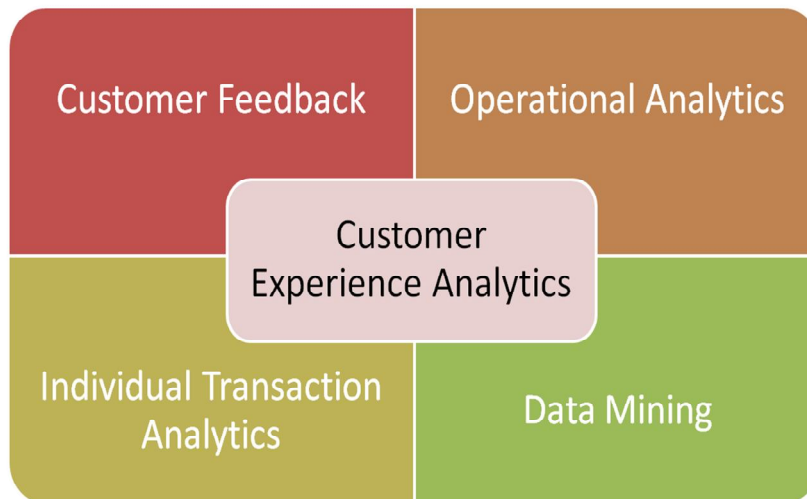 Customer Feedback
Operational Analytics
Customer
Experience Analytics
Individual Transaction
Analytics
Data Mining